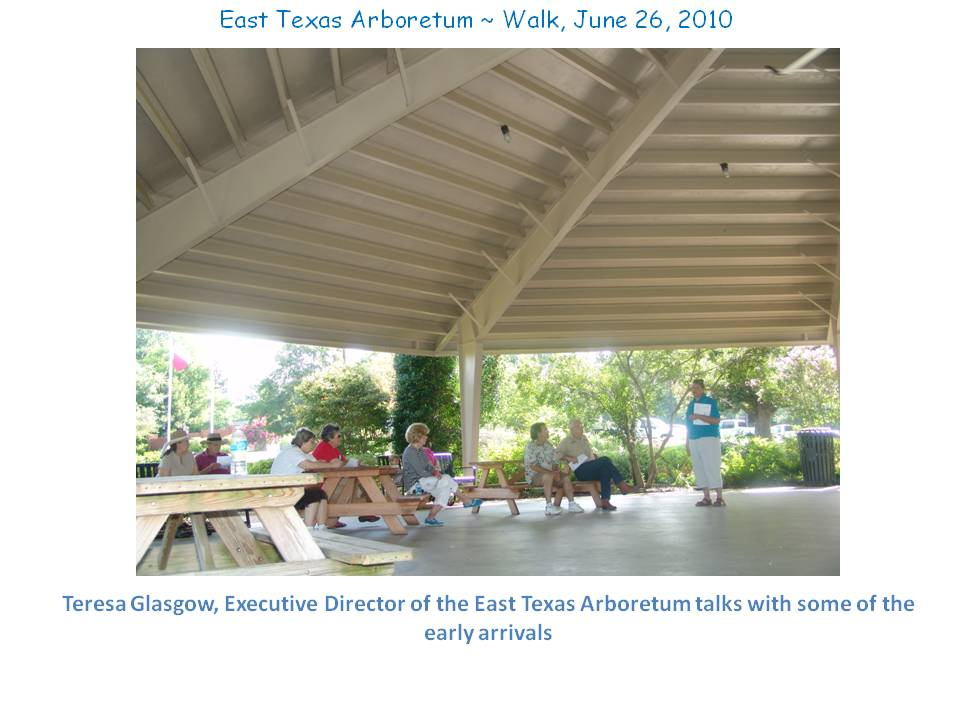 East Texas Arboretum ~ Walk, June 26, 2010
Teresa Glasgow, Executive Director of the East Texas Arboretum talks with some of the
early arrivals